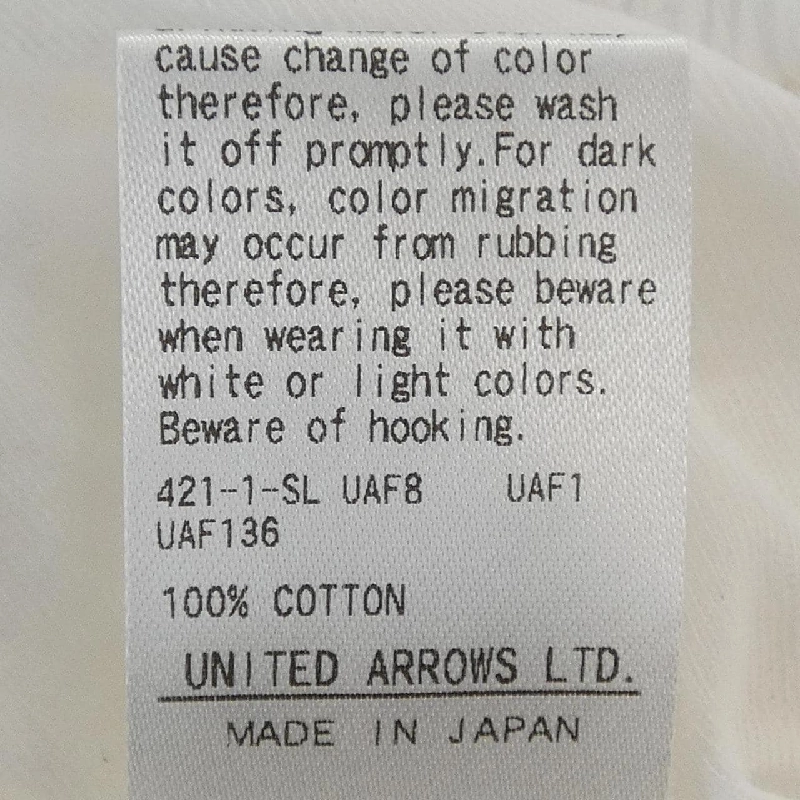 cause change of color
therefore, please wash
it off promptly.For dark
colors, color migration
may occur from rubbing
therefore, please beware
when wearing it with
white or light colors.
Beware of hooking.
421-1-SL UAF8 UAF1
UAF136
100% COTTON
UNITED ARROWS LTD.
MADE IN JAPAN